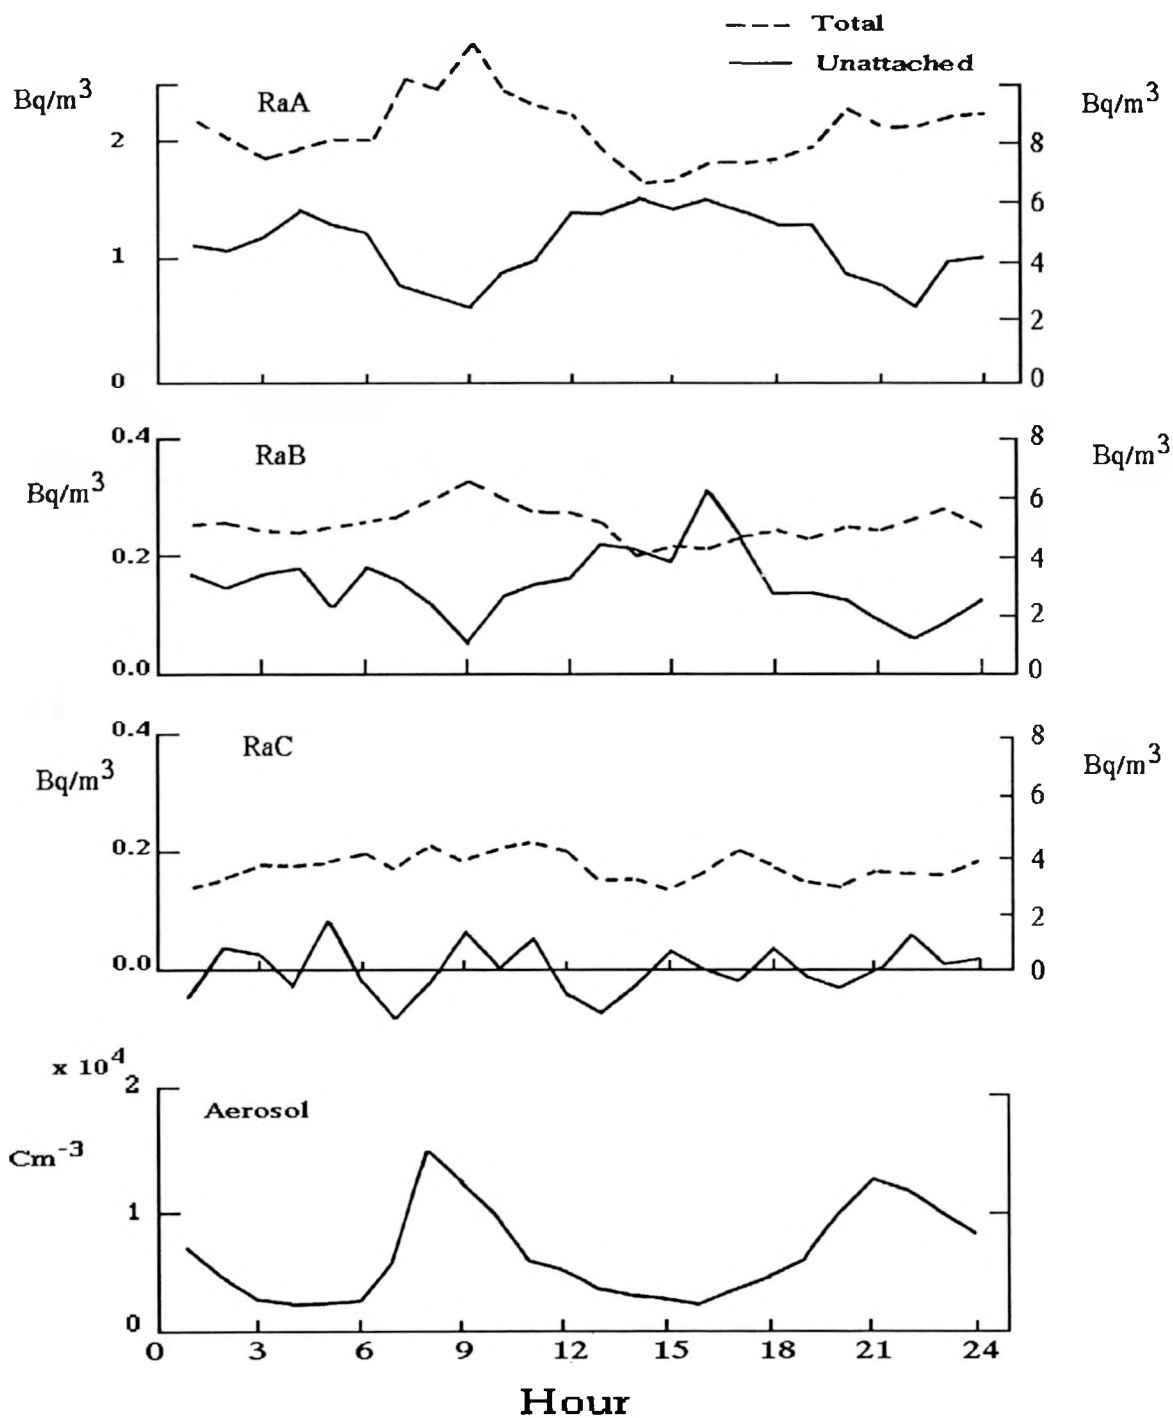 Total
Unattached
Bq/m³ RaA Bq/m³
2 8
6
1 4
2
0 0
0.4 RaB 8
Bq/m³ Bq/m³
6
0.2 4
2
0.0 0
0.4 RaC 8
Bq/m³ Bq/m³
6
0.2 4
2
0.0 0
x 10⁴
2
Aerosol
Cm⁻³
1
0
0 3 6 9 12 15 18 21 24
Hour